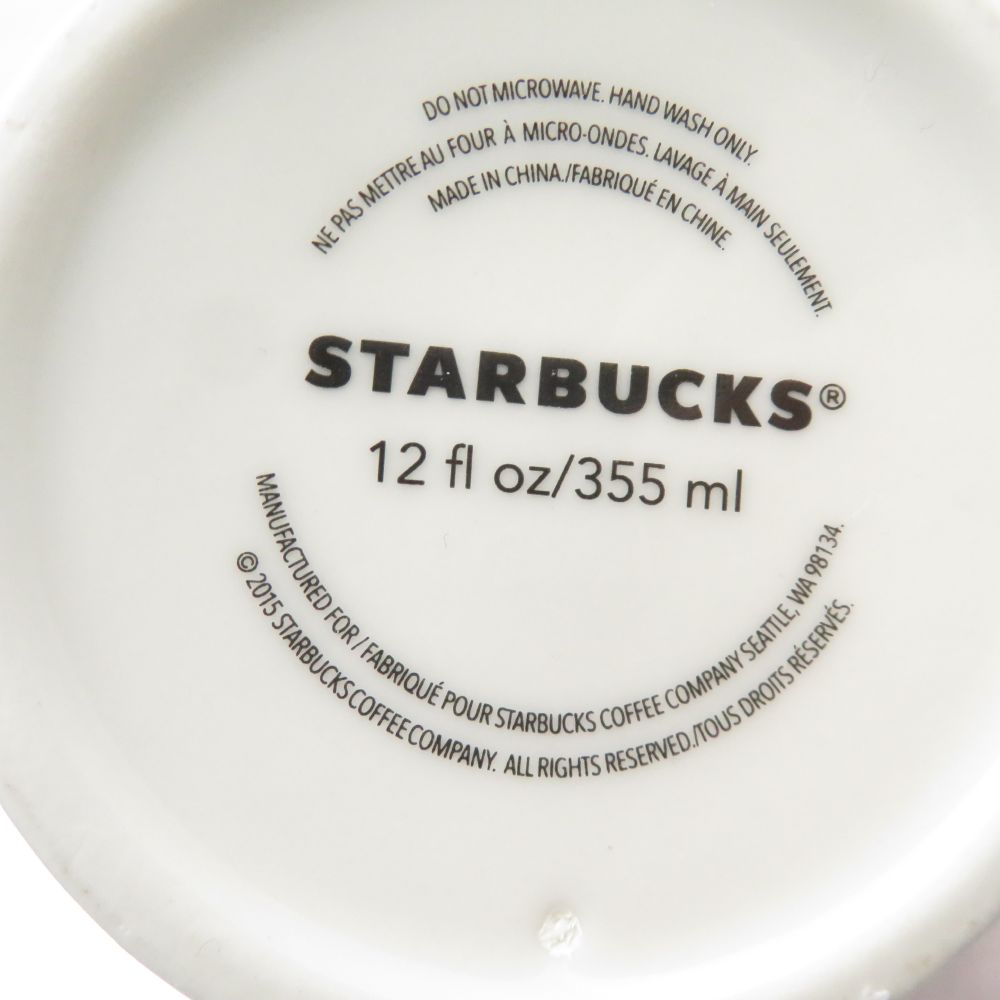 DO NOT MICROWAVE. HAND WASH ONLY.
NE PAS METTRE AU FOUR À MICRO-ONDES. LAVAGE À MAIN SEULEMENT.
MADE IN CHINA./FABRIQUÉ EN CHINE.
STARBUCKS®
12 fl oz/355 ml
MANUFACTURED FOR / FABRIQUÉ POUR STARBUCKS COFFEE COMPANY SEATTLE, WA 98134.
© 2015 STARBUCKS COFFEE COMPANY. ALL RIGHTS RESERVED./TOUS DROITS RÉSERVÉS.